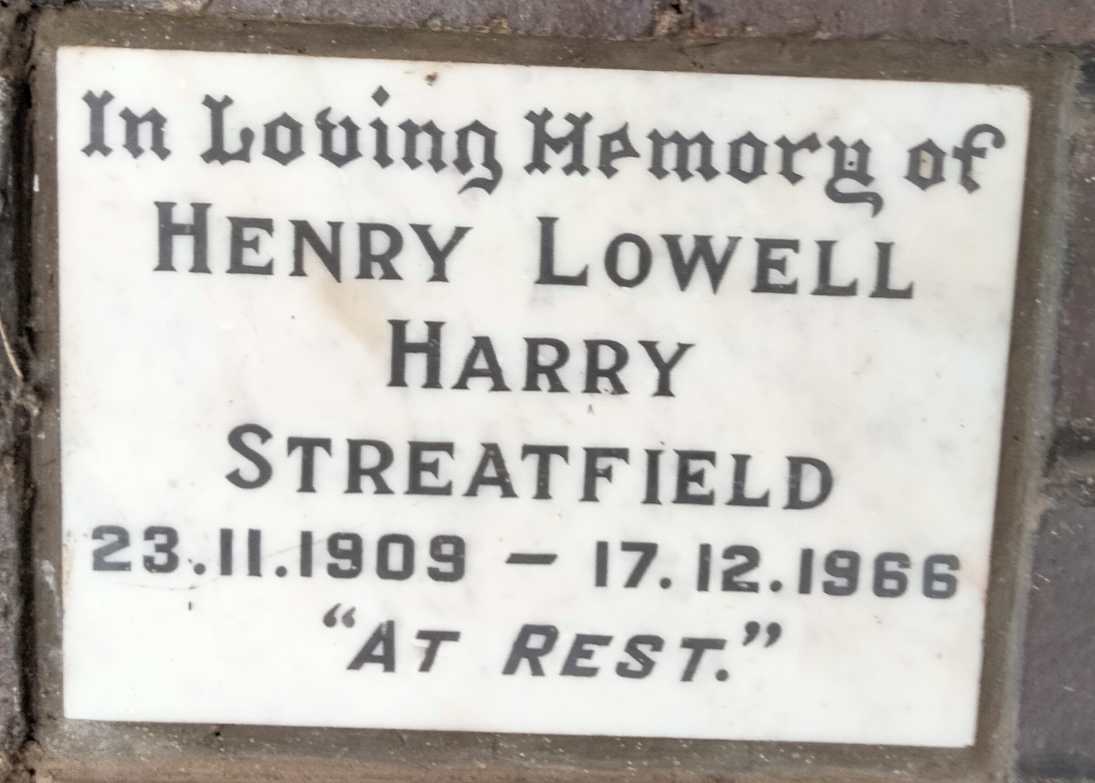 In Loving Memory of
HENRY LOWELL
HARRY
STREATFIELD
23.11.1909 – 17.12.1966
“AT REST.”